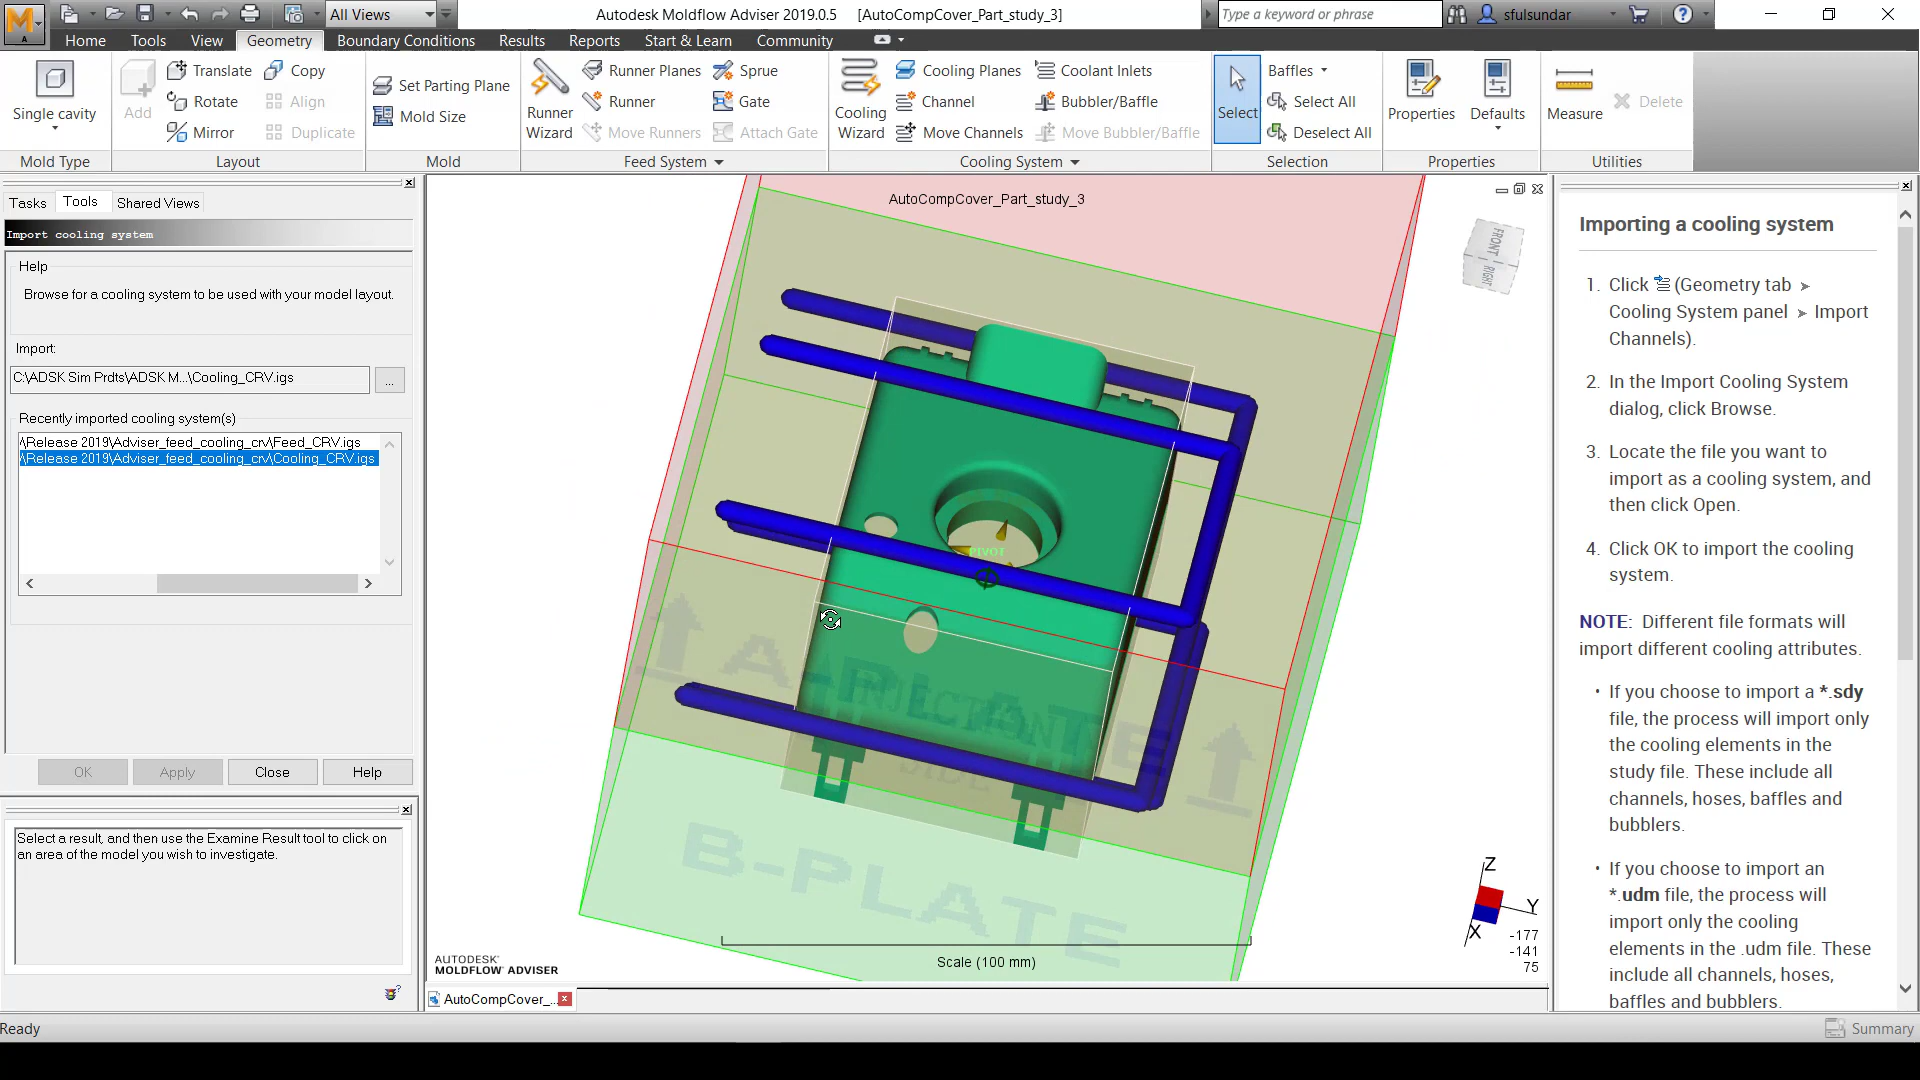 All Views
Autodesk Moldflow Adviser 2019.0.5 [AutoCompCover_Part_study_3]
Type a keyword or phrase
sfulsundar
Home Tools View Geometry Boundary Conditions Results Reports Start & Learn Community
Single cavity
Mold Type
Add
Translate
Rotate
Mirror
Copy
Align
Duplicate
Layout
Set Parting Plane
Mold Size
Mold
Runner Wizard
Runner Planes
Runner
Move Runners
Sprue
Gate
Attach Gate
Feed System
Cooling Wizard
Cooling Planes
Channel
Move Channels
Coolant Inlets
Bubbler/Baffle
Move Bubbler/Baffle
Cooling System
Select
Baffles
Select All
Deselect All
Selection
Properties
Defaults
Properties
Measure
Delete
Utilities
Tasks Tools Shared Views
Import cooling system
Help
Browse for a cooling system to be used with your model layout.
Import:
C:\ADSK Sim Prdts\ADSK M...\Cooling_CRV.igs
...
Recently imported cooling system(s)
\Release 2019\Adviser_feed_cooling_crv\Feed_CRV.igs
\Release 2019\Adviser_feed_cooling_crv\Cooling_CRV.igs
OK Apply Close Help
Select a result, and then use the Examine Result tool to click on
an area of the model you wish to investigate.
AutoCompCover_Part_study_3
FRONT
RIGHT
PIVOT
A-PLATE
INJECTION
SIDE
B-PLATE
Z
Y
X
-177
-141
75
AUTODESK
MOLDFLOW ADVISER
Scale (100 mm)
AutoCompCover_...
Importing a cooling system
1. Click (Geometry tab
Cooling System panel Import
Channels).
2. In the Import Cooling System
dialog, click Browse.
3. Locate the file you want to
import as a cooling system, and
then click Open.
4. Click OK to import the cooling
system.
NOTE: Different file formats will
import different cooling attributes.
• If you choose to import a *.sdy
file, the process will import only
the cooling elements in the
study file. These include all
channels, hoses, baffles and
bubblers.
• If you choose to import an
*.udm file, the process will
import only the cooling
elements in the .udm file. These
include all channels, hoses,
baffles and bubblers.
Ready
Summary